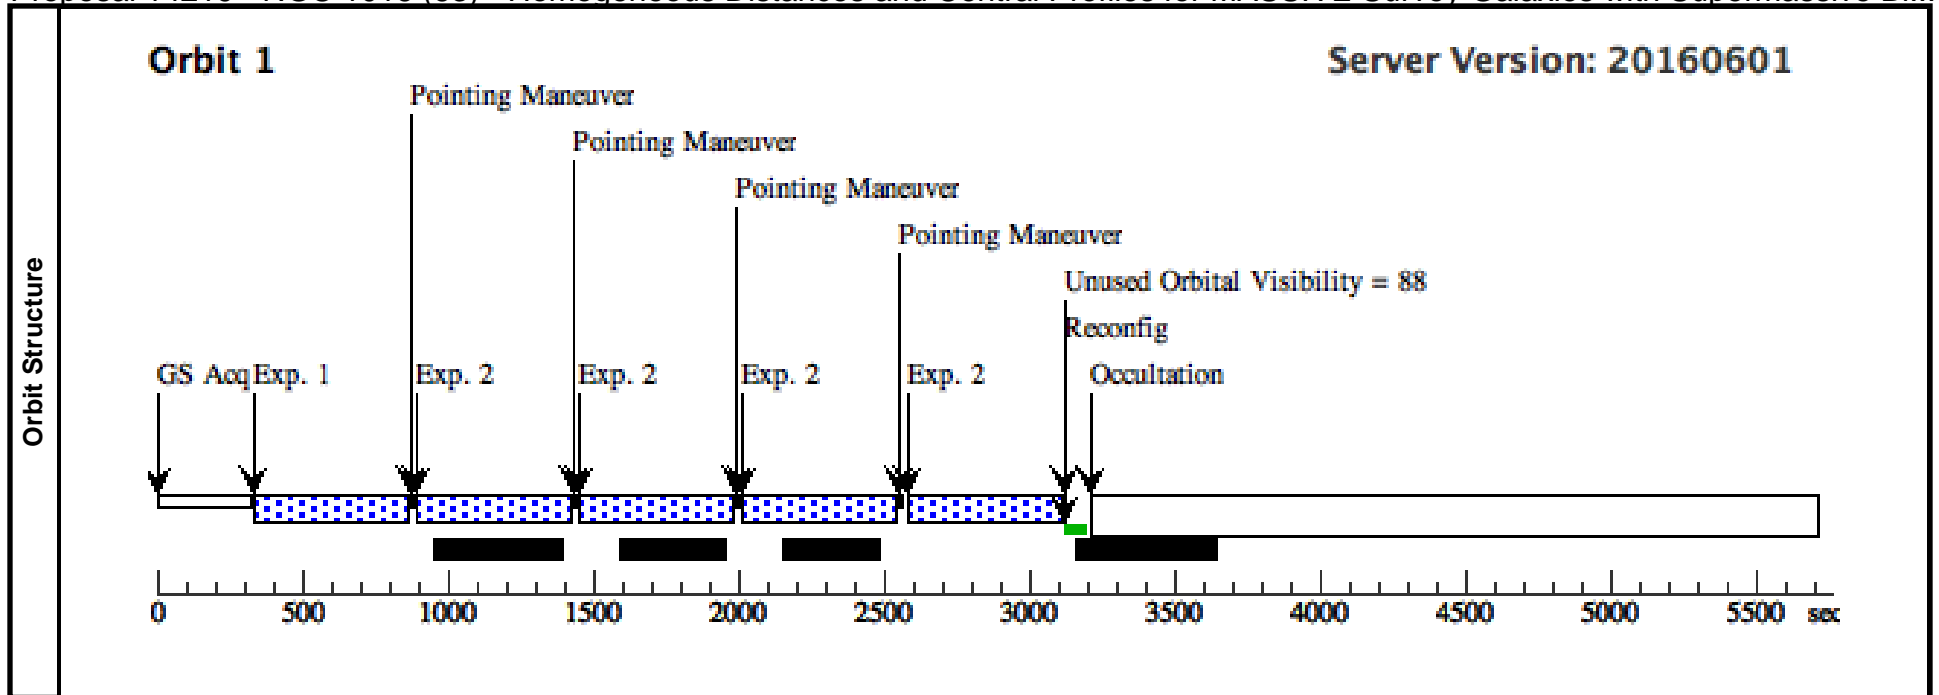 Orbit 1
Server Version: 20160601
Pointing Maneuver
Pointing Maneuver
Pointing Maneuver
Pointing Maneuver
Unused Orbital Visibility = 88
Reconfig
GS Acq Exp. 1 Exp. 2 Exp. 2 Exp. 2 Exp. 2 Occultation
Orbit Structure
0 500 1000 1500 2000 2500 3000 3500 4000 4500 5000 5500 sec